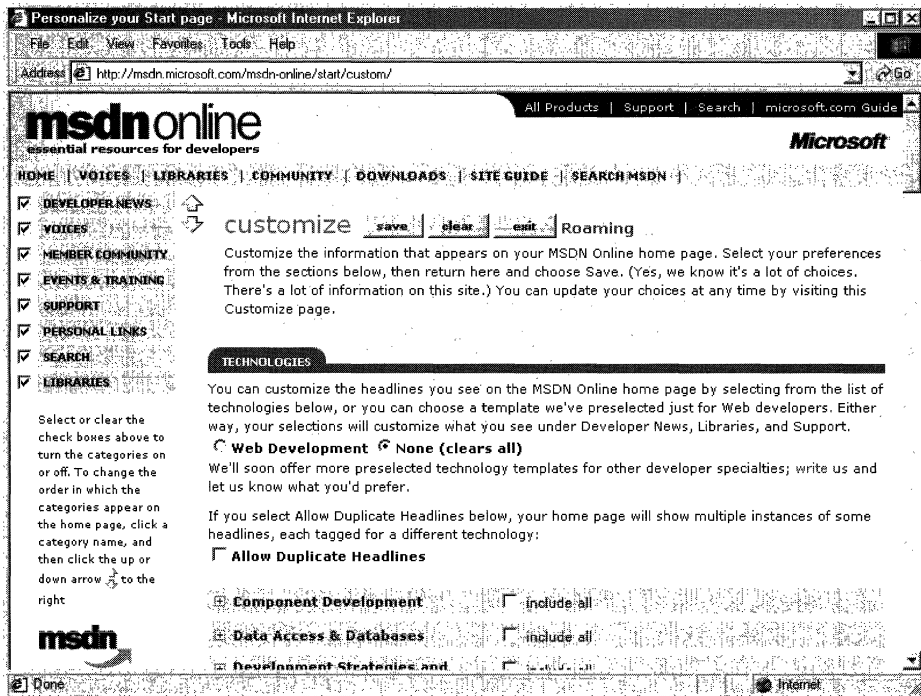 Personalize your Start page - Microsoft Internet Explorer
File Edit View Favorites Tools Help
Address http://msdn.microsoft.com/msdn-online/start/custom/ Go
All Products | Support | Search | microsoft.com Guide
msdn online
essential resources for developers
Microsoft
HOME | VOICES | LIBRARIES | COMMUNITY | DOWNLOADS | SITE GUIDE | SEARCH MSDN |
DEVELOPER NEWS
VOICES
MEMBER COMMUNITY
EVENTS & TRAINING
SUPPORT
PERSONAL LINKS
SEARCH
LIBRARIES
Select or clear the
check boxes above to
turn the categories on
or off. To change the
order in which the
categories appear on
the home page, click a
category name, and
then click the up or
down arrow to the
right
msdn
customize save clear exit Roaming
Customize the information that appears on your MSDN Online home page. Select your preferences
from the sections below, then return here and choose Save. (Yes, we know it's a lot of choices.
There's a lot of information on this site.) You can update your choices at any time by visiting this
Customize page.
TECHNOLOGIES
You can customize the headlines you see on the MSDN Online home page by selecting from the list of
technologies below, or you can choose a template we've preselected just for Web developers. Either
way, your selections will customize what you see under Developer News, Libraries, and Support.
Web Development None (clears all)
We'll soon offer more preselected technology templates for other developer specialties; write us and
let us know what you'd prefer.
If you select Allow Duplicate Headlines below, your home page will show multiple instances of some
headlines, each tagged for a different technology:
Allow Duplicate Headlines
Component Development include all
Data Access & Databases include all
Development Strategies and include all
Done Internet